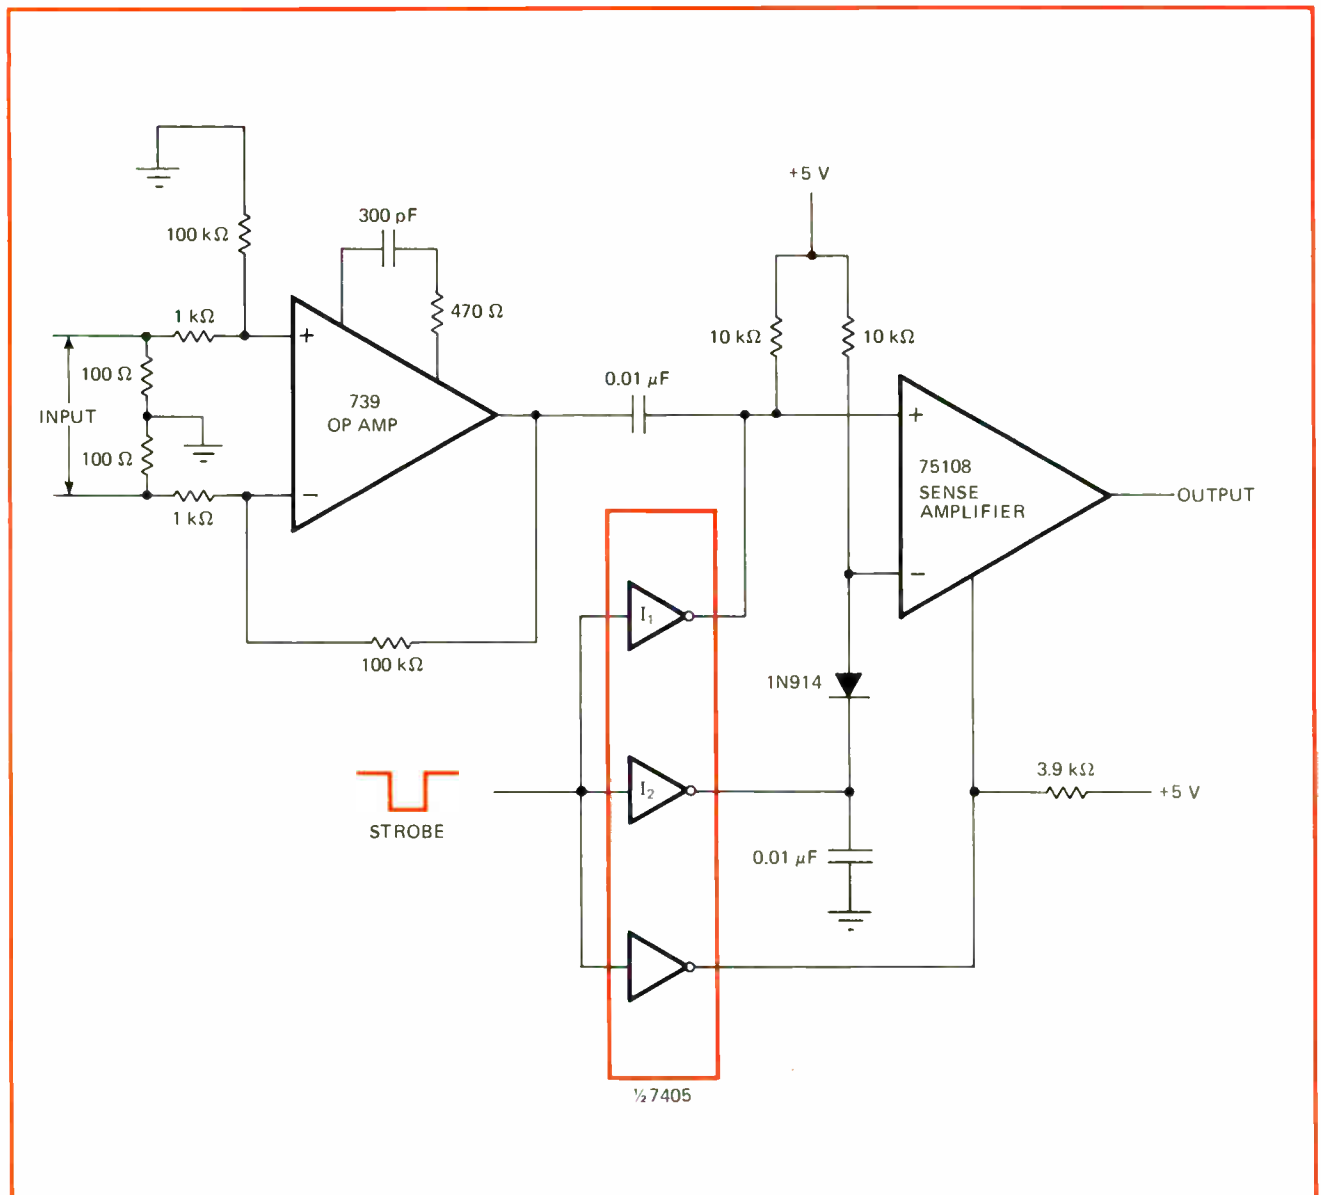 +5 V
300 pF
100 kΩ
470 Ω
1 kΩ
+
10 kΩ
10 kΩ
100 Ω
0.01 μF
739
OP AMP
INPUT
+
100 Ω
75108
SENSE
AMPLIFIER
OUTPUT
−
1 kΩ
−
I1
100 kΩ
1N914
3.9 kΩ
I2
+5 V
STROBE
0.01 μF
½ 7405